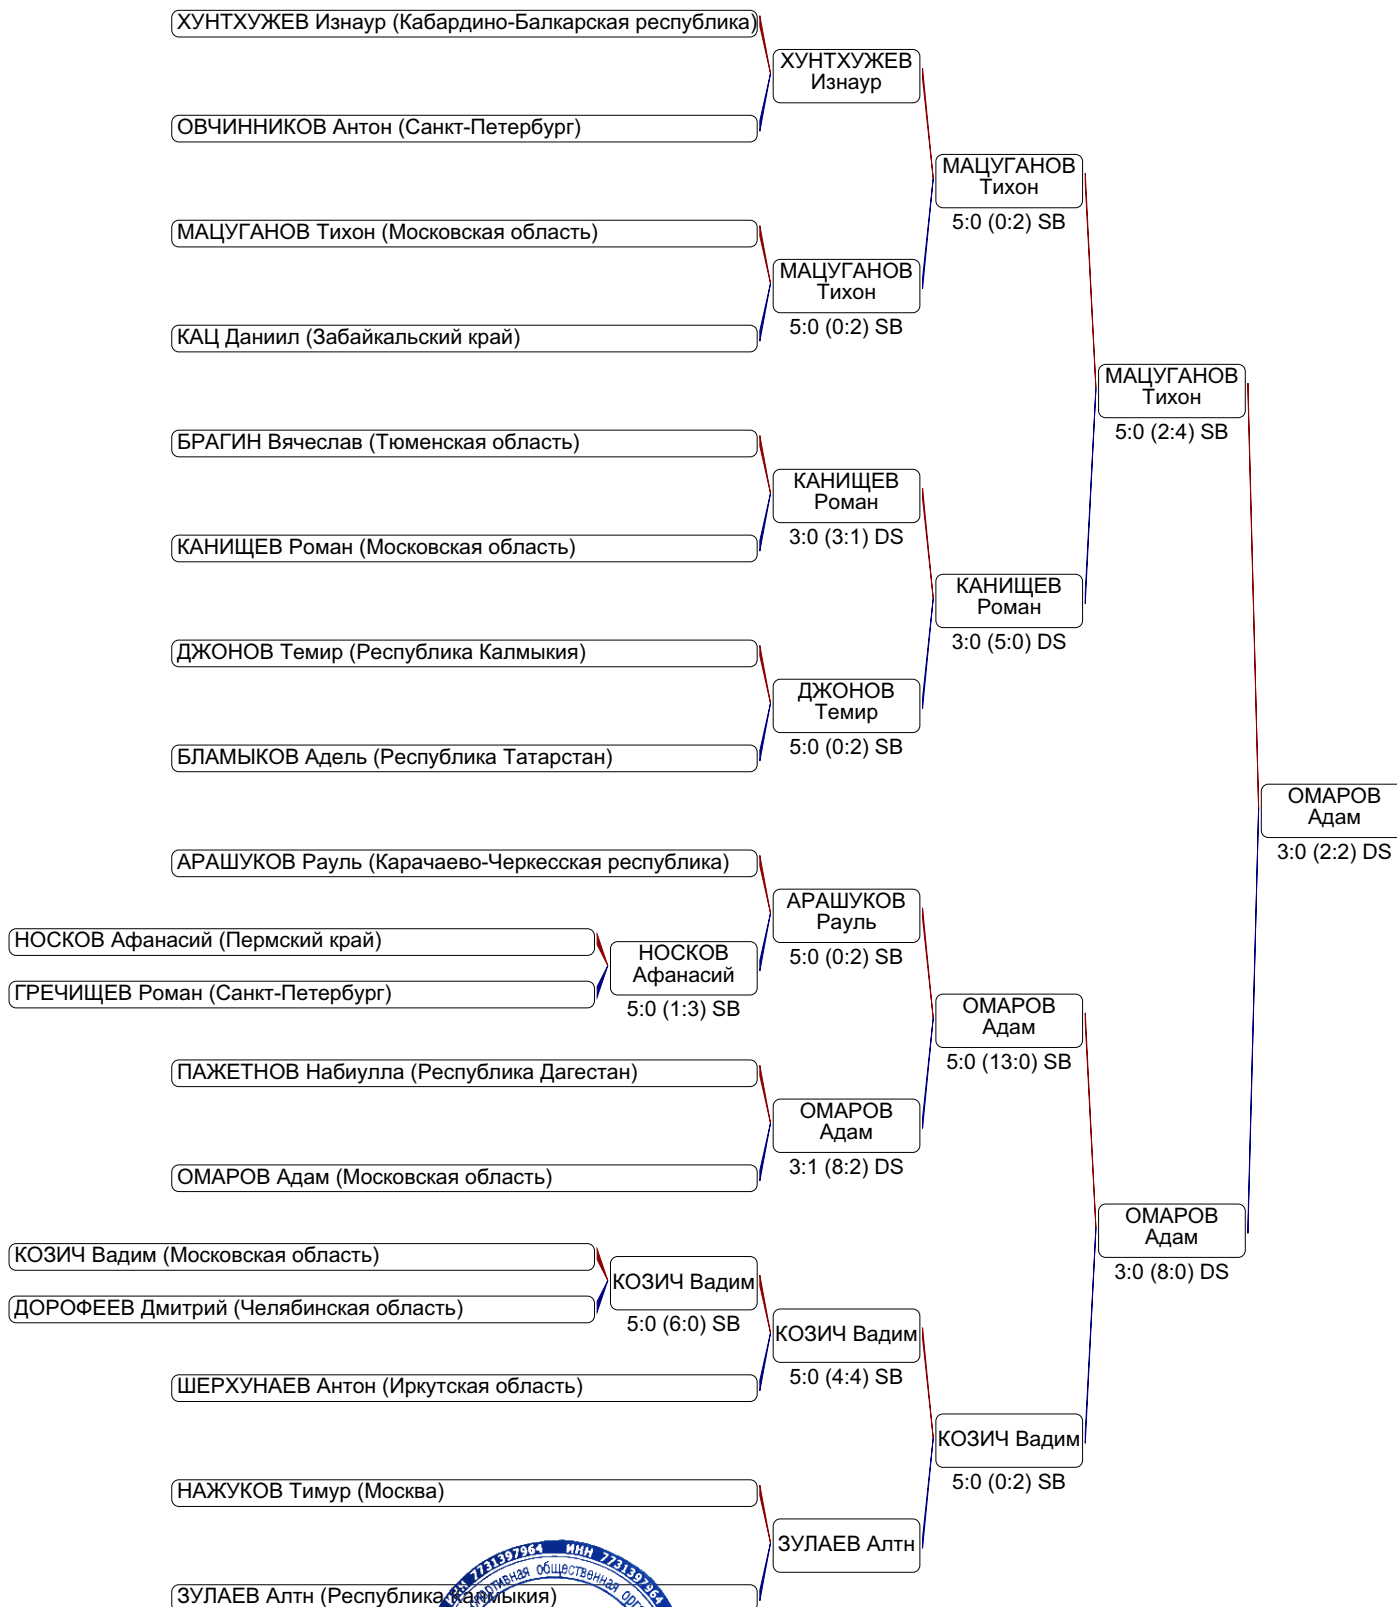 ХУНТХУЖЕВ Изнаур (Кабардино-Балкарская республика)
ХУНТХУЖЕВ
Изнаур
ОВЧИННИКОВ Антон (Санкт-Петербург)
МАЦУГАНОВ
Тихон
5:0 (0:2) SB
МАЦУГАНОВ Тихон (Московская область)
МАЦУГАНОВ
Тихон
5:0 (0:2) SB
КАЦ Даниил (Забайкальский край)
МАЦУГАНОВ
Тихон
5:0 (2:4) SB
БРАГИН Вячеслав (Тюменская область)
КАНИЩЕВ
Роман
3:0 (3:1) DS
КАНИЩЕВ Роман (Московская область)
КАНИЩЕВ
Роман
3:0 (5:0) DS
ДЖОНОВ Темир (Республика Калмыкия)
ДЖОНОВ
Темир
5:0 (0:2) SB
БЛАМЫКОВ Адель (Республика Татарстан)
ОМАРОВ
Адам
3:0 (2:2) DS
АРАШУКОВ Рауль (Карачаево-Черкесская республика)
АРАШУКОВ
Рауль
5:0 (0:2) SB
НОСКОВ Афанасий (Пермский край)
НОСКОВ
Афанасий
5:0 (1:3) SB
ГРЕЧИЩЕВ Роман (Санкт-Петербург)
ОМАРОВ
Адам
5:0 (13:0) SB
ПАЖЕТНОВ Набиулла (Республика Дагестан)
ОМАРОВ
Адам
3:1 (8:2) DS
ОМАРОВ Адам (Московская область)
ОМАРОВ
Адам
3:0 (8:0) DS
КОЗИЧ Вадим (Московская область)
КОЗИЧ Вадим
5:0 (6:0) SB
ДОРОФЕЕВ Дмитрий (Челябинская область)
КОЗИЧ Вадим
5:0 (4:4) SB
ШЕРХУНАЕВ Антон (Иркутская область)
КОЗИЧ Вадим
5:0 (0:2) SB
НАЖУКОВ Тимур (Москва)
ЗУЛАЕВ Алтн
ЗУЛАЕВ Алтн (Республика Калмыкия)
7731397964 ИНН 7731397964
общественная